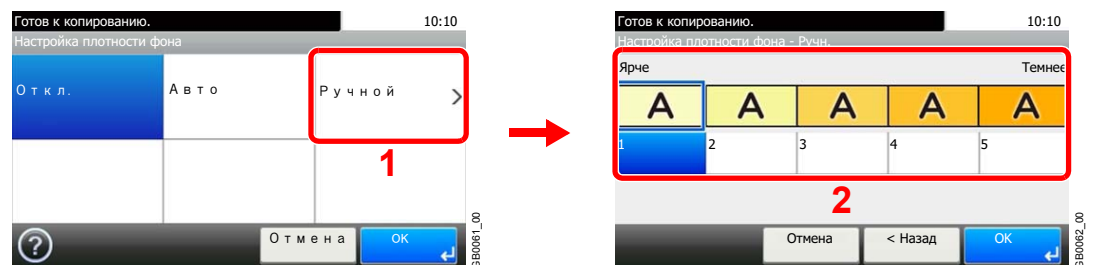 Готов к копированию. 10:10
Настройка плотности фона
Откл. Авто Ручной >
1
? Отмена OK
GB0061_00
Готов к копированию. 10:10
Настройка плотности фона - Ручн.
Ярче Темнее
A A A A A
1 2 3 4 5
2
Отмена < Назад OK
GB0062_00